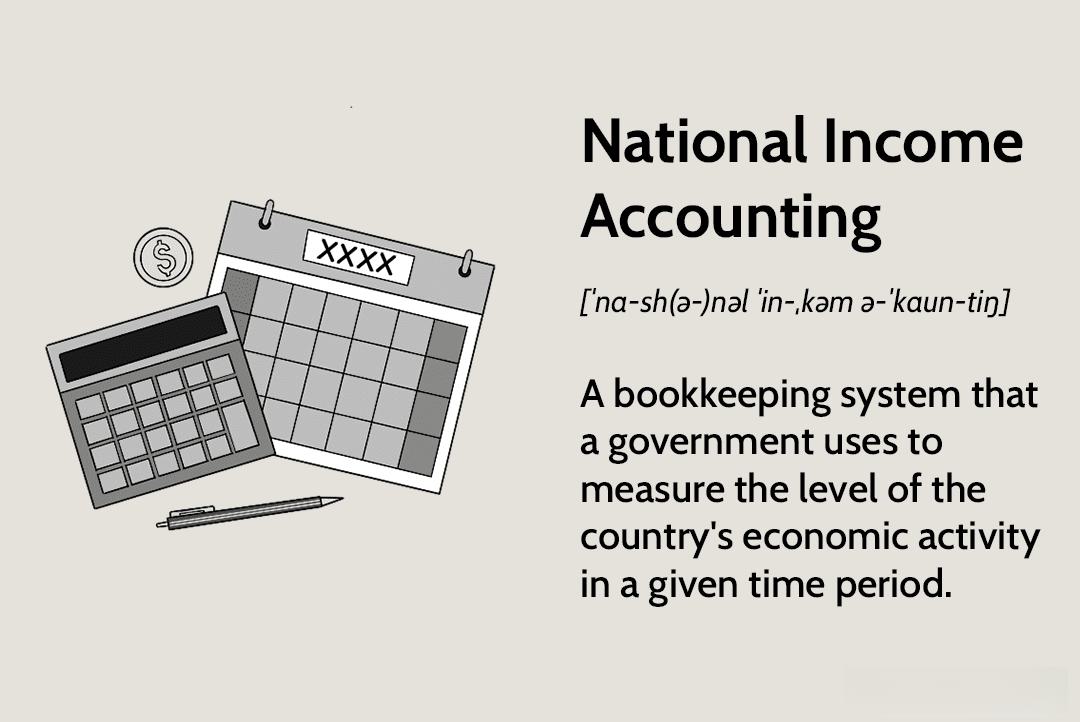 XXXX
$
National Income
Accounting
[ˈna-sh(ə-)nəl ˈin-ˌkəm ə-ˈkaun-tiŋ]
A bookkeeping system that
a government uses to
measure the level of the
country's economic activity
in a given time period.